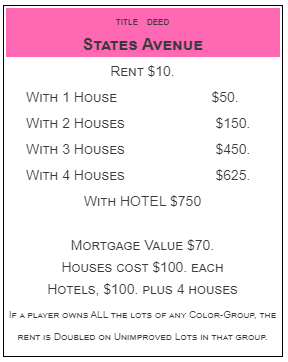 TITLE DEED
STATES AVENUE
RENT $10.
WITH 1 HOUSE $50.
WITH 2 HOUSES $150.
WITH 3 HOUSES $450.
WITH 4 HOUSES $625.
WITH HOTEL $750
MORTGAGE VALUE $70.
HOUSES COST $100. EACH
HOTELS, $100. PLUS 4 HOUSES
IF A PLAYER OWNS ALL THE LOTS OF ANY COLOR-GROUP, THE
RENT IS DOUBLED ON UNIMPROVED LOTS IN THAT GROUP.